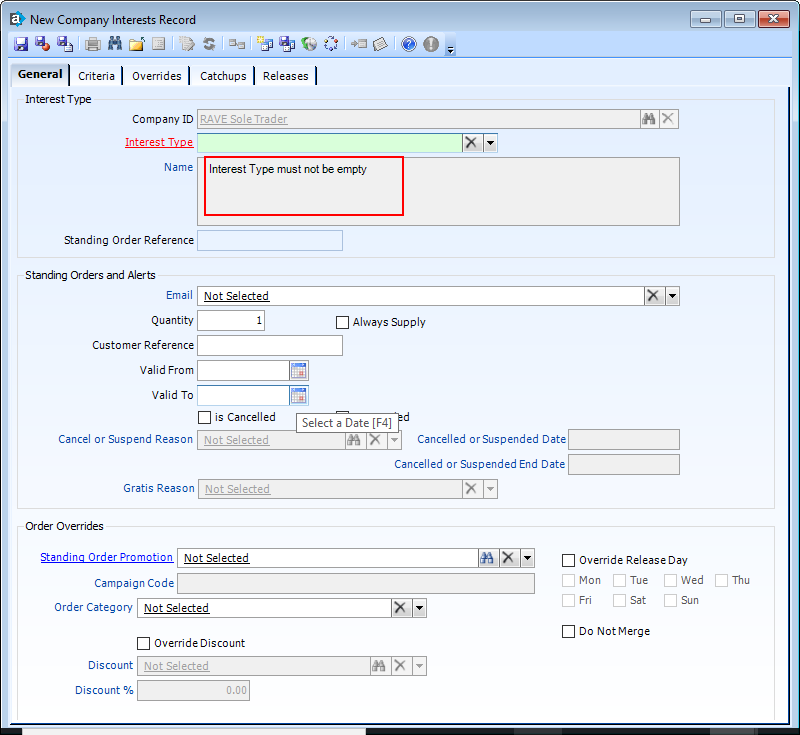 New Company Interests Record
General Criteria Overrides Catchups Releases
Interest Type
Company ID RAVE Sole Trader
Interest Type
Name Interest Type must not be empty
Standing Order Reference
Standing Orders and Alerts
Email Not Selected
Quantity 1 Always Supply
Customer Reference
Valid From
Valid To
is Cancelled
Select a Date [F4]
Cancel or Suspend Reason Not Selected Cancelled or Suspended Date
Cancelled or Suspended End Date
Gratis Reason Not Selected
Order Overrides
Standing Order Promotion Not Selected Override Release Day
Campaign Code Mon Tue Wed Thu
Order Category Not Selected Fri Sat Sun
Do Not Merge
Override Discount
Discount Not Selected
Discount % 0.00